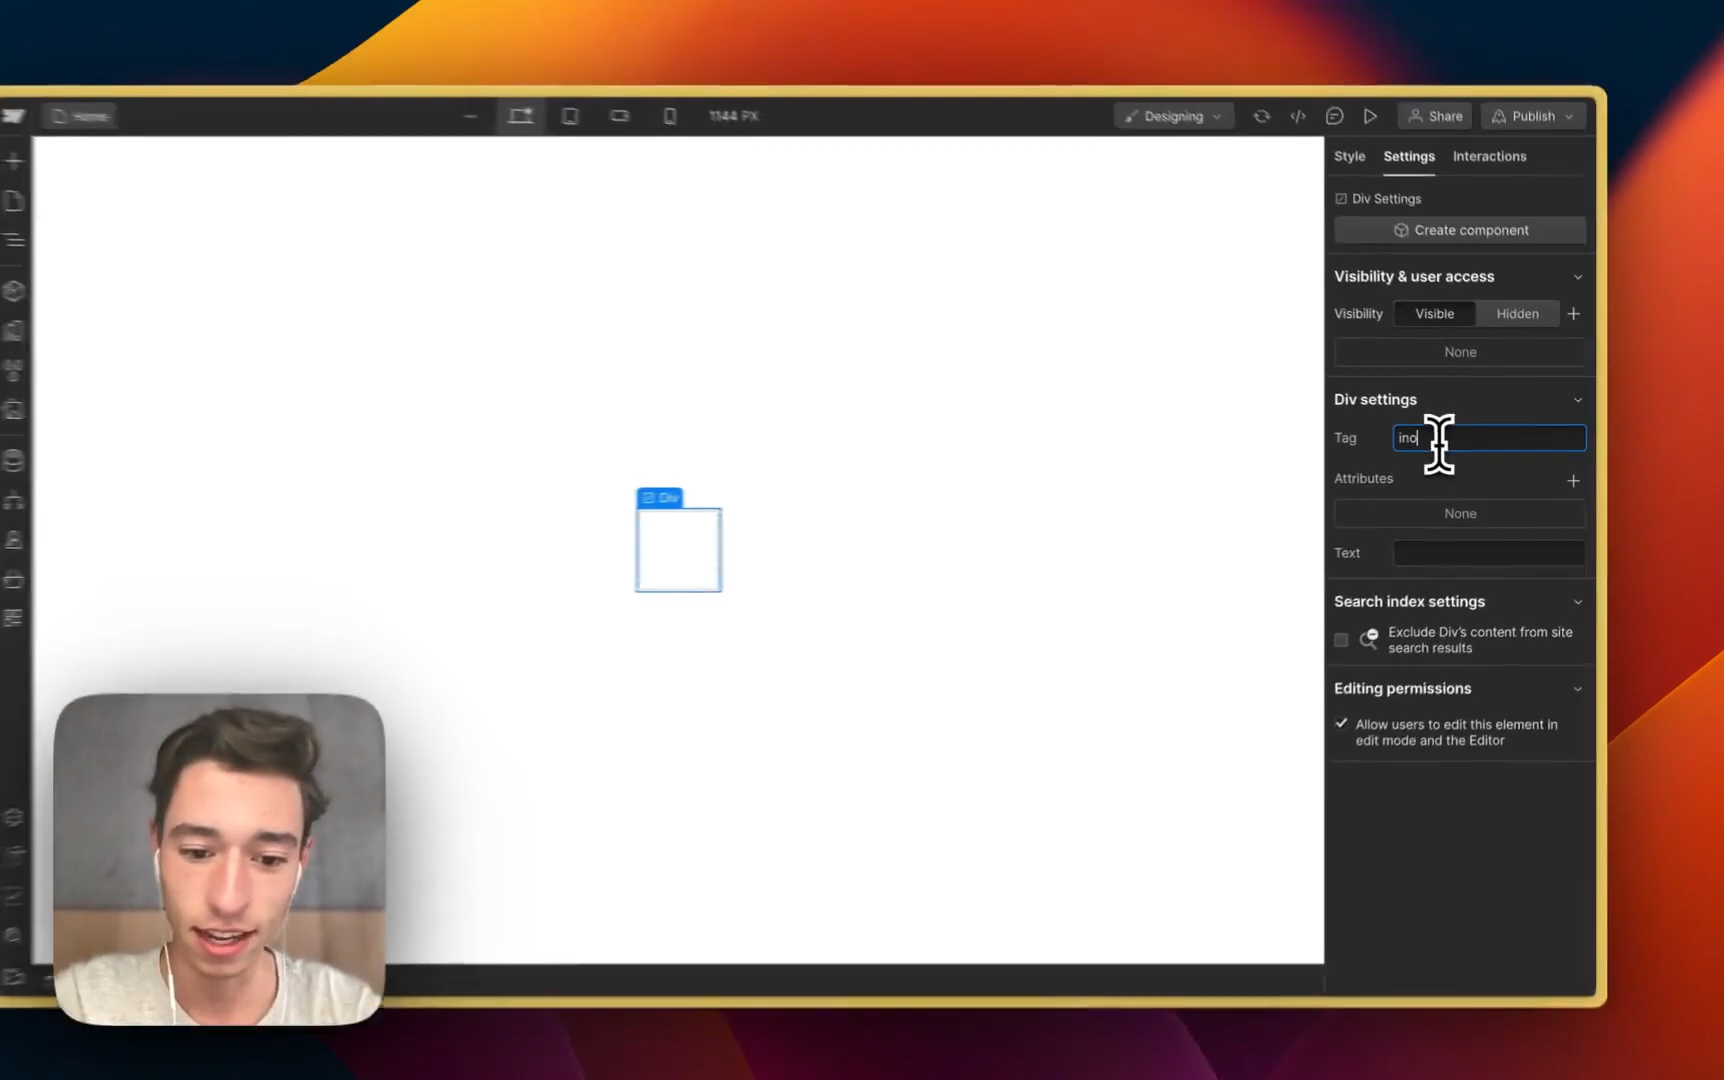 Home
1144 PX
Designing
Share
Publish
Style Settings Interactions
Div Settings
Create component
Visibility & user access
Visibility Visible Hidden
None
Div settings
Tag ino
Attributes
None
Text
Div
Search index settings
Exclude Div's content from site
search results
Editing permissions
Allow users to edit this element in
edit mode and the Editor